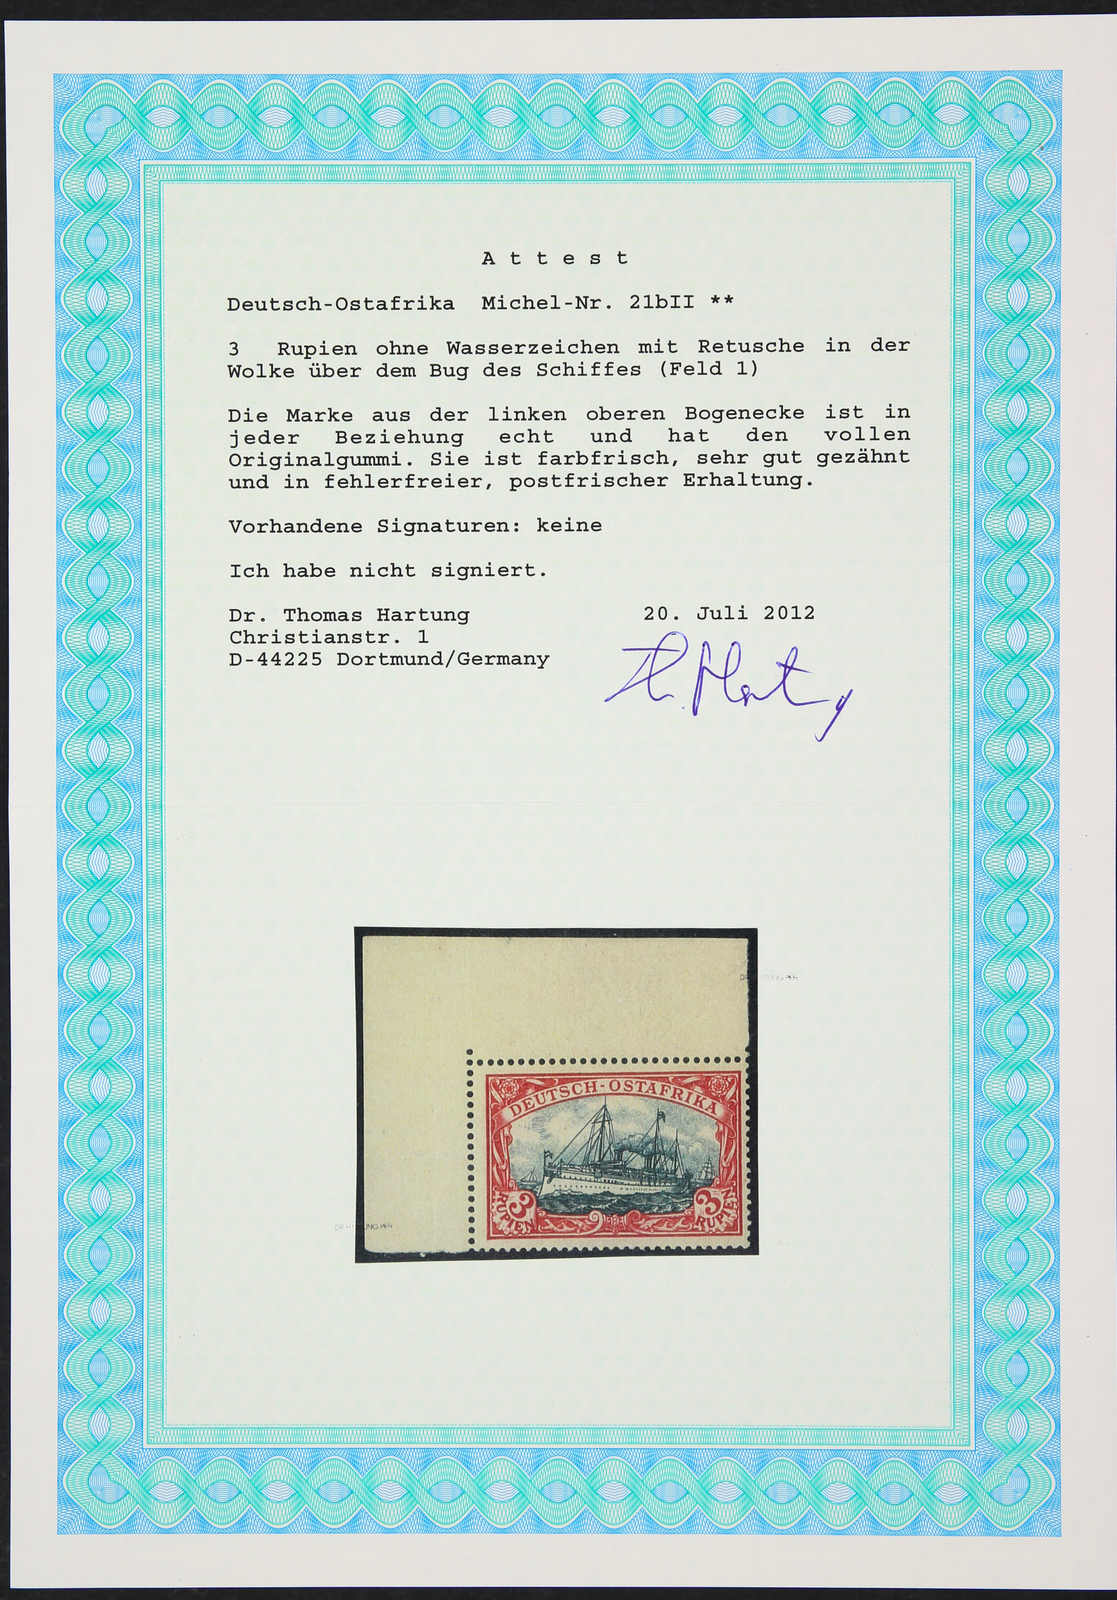 Attest
Deutsch-Ostafrika Michel-Nr. 21bII **
3 Rupien ohne Wasserzeichen mit Retusche in der
Wolke über dem Bug des Schiffes (Feld 1)
Die Marke aus der linken oberen Bogenecke ist in
jeder Beziehung echt und hat den vollen
Originalgummi. Sie ist farbfrisch, sehr gut gezähnt
und in fehlerfreier, postfrischer Erhaltung.
Vorhandene Signaturen: keine
Ich habe nicht signiert.
Dr. Thomas Hartung 20. Juli 2012
Christianstr. 1
D-44225 Dortmund/Germany
DEUTSCH-OSTAFRIKA
3 3
RUPIEN RUPIEN